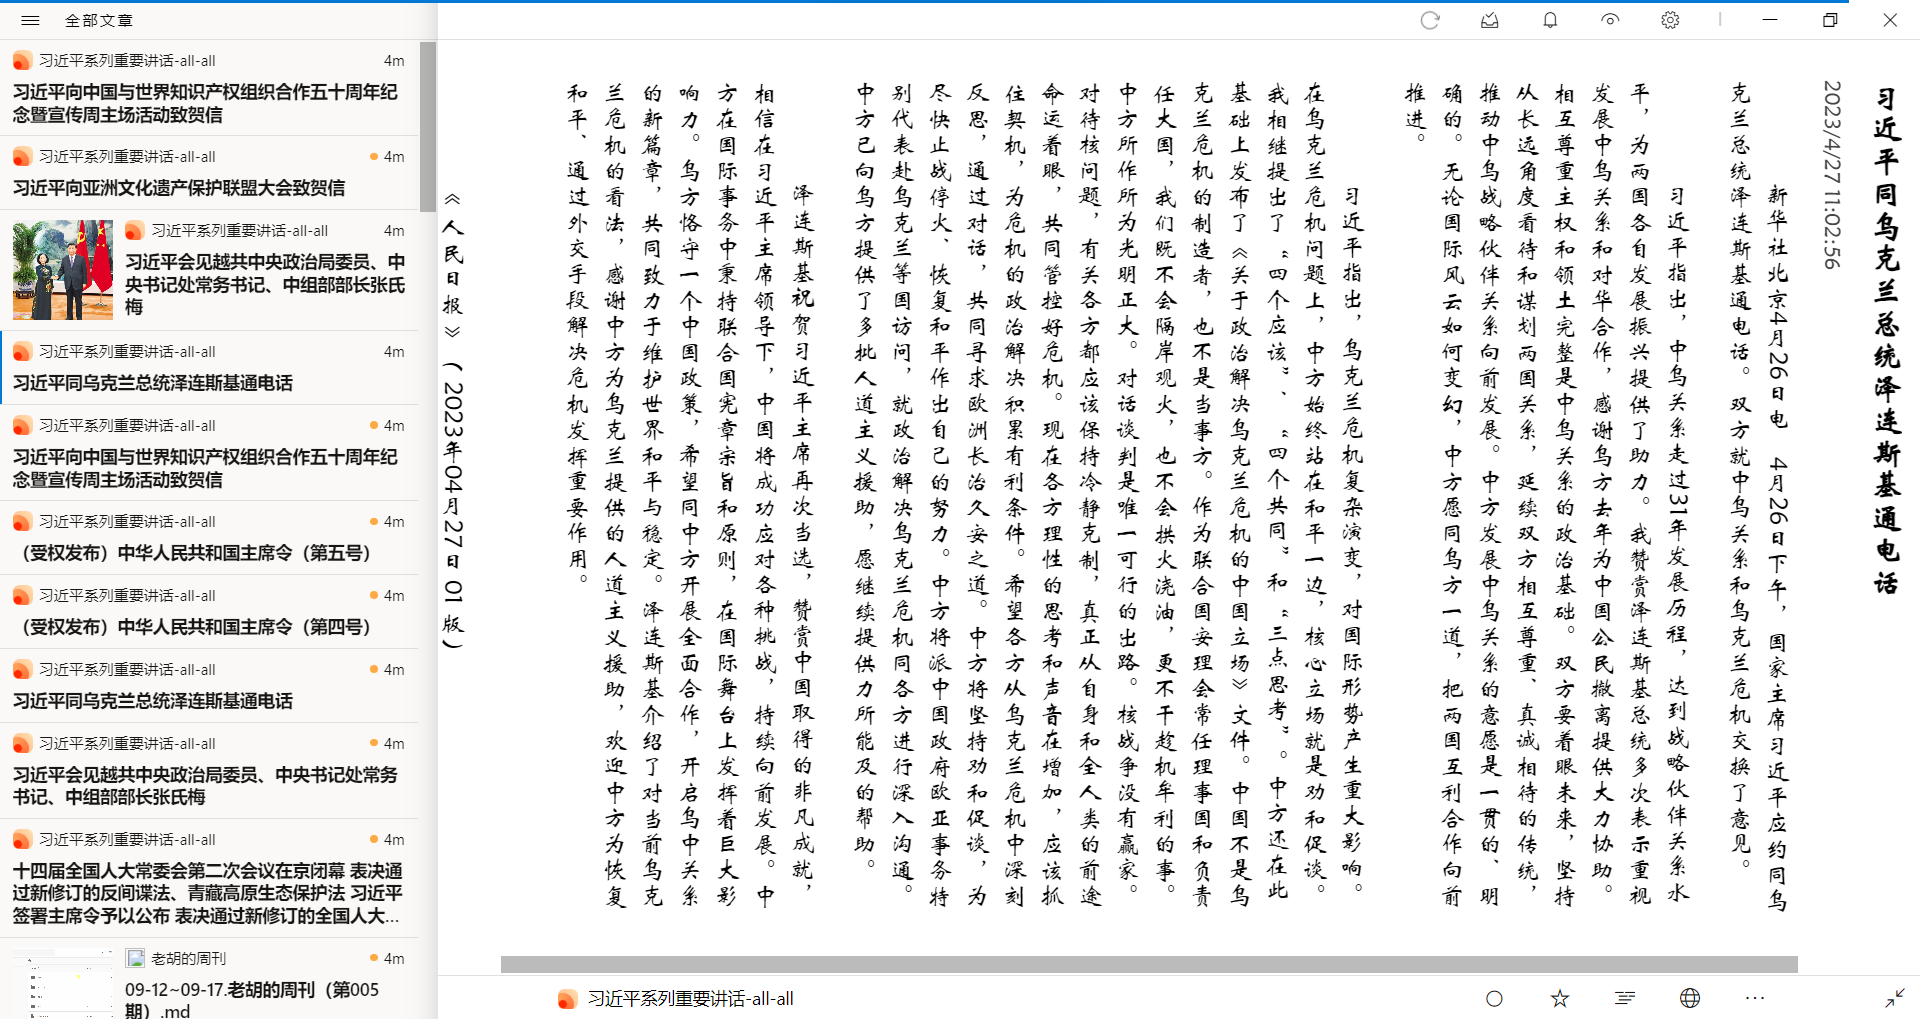 全部文章
习近平系列重要讲话-all-all 4m
习近平向中国与世界知识产权组织合作五十周年纪
念暨宣传周主场活动致贺信
习近平系列重要讲话-all-all 4m
习近平向亚洲文化遗产保护联盟大会致贺信
习近平系列重要讲话-all-all 4m
习近平会见越共中央政治局委员、中
央书记处常务书记、中组部部长张氏
梅
习近平系列重要讲话-all-all 4m
习近平同乌克兰总统泽连斯基通电话
习近平系列重要讲话-all-all 4m
习近平向中国与世界知识产权组织合作五十周年纪
念暨宣传周主场活动致贺信
习近平系列重要讲话-all-all 4m
（受权发布）中华人民共和国主席令（第五号）
习近平系列重要讲话-all-all 4m
（受权发布）中华人民共和国主席令（第四号）
习近平系列重要讲话-all-all 4m
习近平同乌克兰总统泽连斯基通电话
习近平系列重要讲话-all-all 4m
习近平会见越共中央政治局委员、中央书记处常务
书记、中组部部长张氏梅
习近平系列重要讲话-all-all 4m
十四届全国人大常委会第二次会议在京闭幕 表决通
过新修订的反间谍法、青藏高原生态保护法 习近平
签署主席令予以公布 表决通过新修订的全国人大...
老胡的周刊 4m
09-12~09-17.老胡的周刊（第005
期）.md
习近平同乌克兰总统泽连斯基通电话
2023/4/27 11:02:56
新华社北京4月26日电　4月26日下午，国家主席习近平应约同乌
克兰总统泽连斯基通电话。双方就中乌关系和乌克兰危机交换了意见。
习近平指出，中乌关系走过31年发展历程，达到战略伙伴关系水
平，为两国各自发展振兴提供了助力。我赞赏泽连斯基总统多次表示重视
发展中乌关系和对华合作，感谢乌方去年为中国公民撤离提供大力协助。
相互尊重主权和领土完整是中乌关系的政治基础。双方要着眼未来，坚持
从长远角度看待和谋划两国关系，延续双方相互尊重、真诚相待的传统，
推动中乌战略伙伴关系向前发展。中方发展中乌关系的意愿是一贯的、明
确的。无论国际风云如何变幻，中方愿同乌方一道，把两国互利合作向前
推进。
习近平指出，乌克兰危机复杂演变，对国际形势产生重大影响。
在乌克兰危机问题上，中方始终站在和平一边，核心立场就是劝和促谈。
我相继提出了“四个应该”、“四个共同”和“三点思考”。中方还在此
基础上发布了《关于政治解决乌克兰危机的中国立场》文件。中国不是乌
克兰危机的制造者，也不是当事方。作为联合国安理会常任理事国和负责
任大国，我们既不会隔岸观火，也不会拱火浇油，更不干趁机牟利的事。
中方所作所为光明正大。对话谈判是唯一可行的出路。核战争没有赢家。
对待核问题，有关各方都应该保持冷静克制，真正从自身和全人类的前途
命运着眼，共同管控好危机。现在各方理性的思考和声音在增加，应该抓
住契机，为危机的政治解决积累有利条件。希望各方从乌克兰危机中深刻
反思，通过对话，共同寻求欧洲长治久安之道。中方将坚持劝和促谈，为
尽快止战停火、恢复和平作出自己的努力。中方将派中国政府欧亚事务特
别代表赴乌克兰等国访问，就政治解决乌克兰危机同各方进行深入沟通。
中方已向乌方提供了多批人道主义援助，愿继续提供力所能及的帮助。
泽连斯基祝贺习近平主席再次当选，赞赏中国取得的非凡成就，
相信在习近平主席领导下，中国将成功应对各种挑战，持续向前发展。中
方在国际事务中秉持联合国宪章宗旨和原则，在国际舞台上发挥着巨大影
响力。乌方恪守一个中国政策，希望同中方开展全面合作，开启乌中关系
的新篇章，共同致力于维护世界和平与稳定。泽连斯基介绍了对当前乌克
兰危机的看法，感谢中方为乌克兰提供的人道主义援助，欢迎中方为恢复
和平、通过外交手段解决危机发挥重要作用。
《人民日报》（2023年04月27日 01 版）
习近平系列重要讲话-all-all